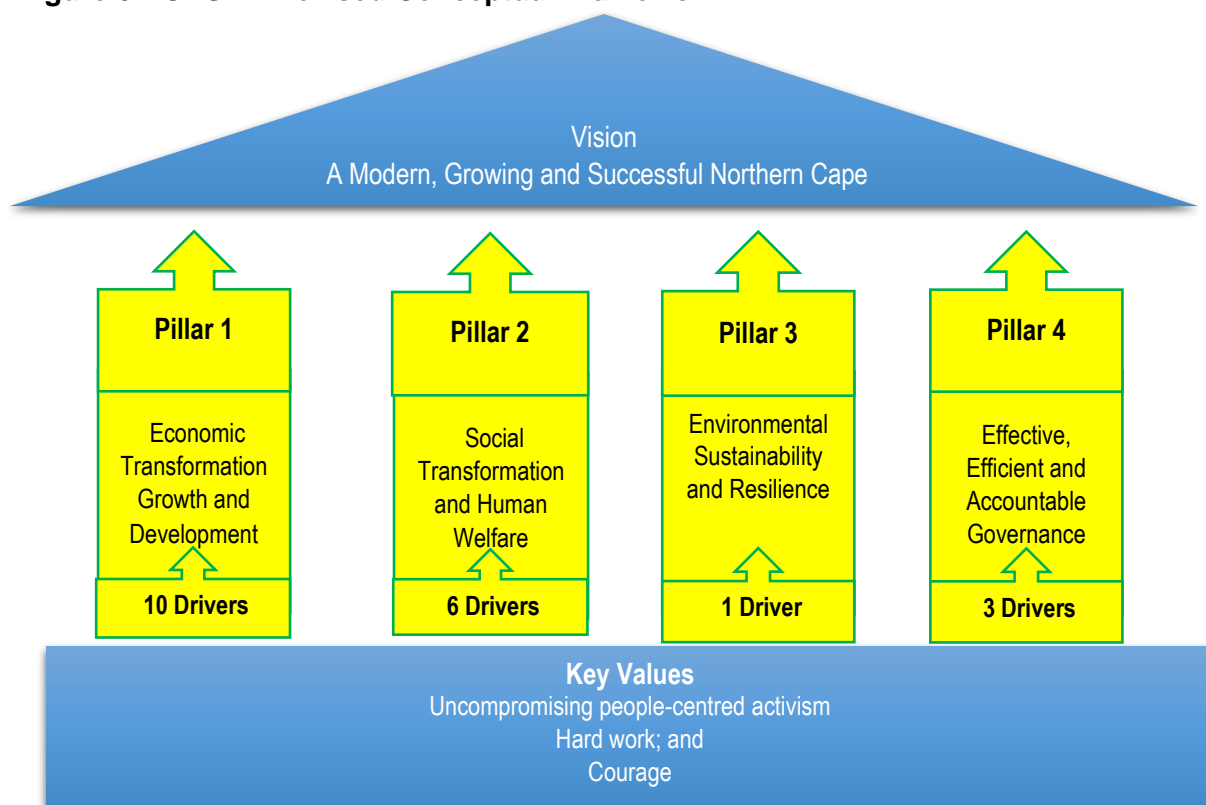 Vision
A Modern, Growing and Successful Northern Cape
Pillar 1
Economic
Transformation
Growth and
Development
10 Drivers
Pillar 2
Social
Transformation
and Human
Welfare
6 Drivers
Pillar 3
Environmental
Sustainability
and Resilience
1 Driver
Pillar 4
Effective,
Efficient and
Accountable
Governance
3 Drivers
Key Values
Uncompromising people-centred activism
Hard work; and
Courage